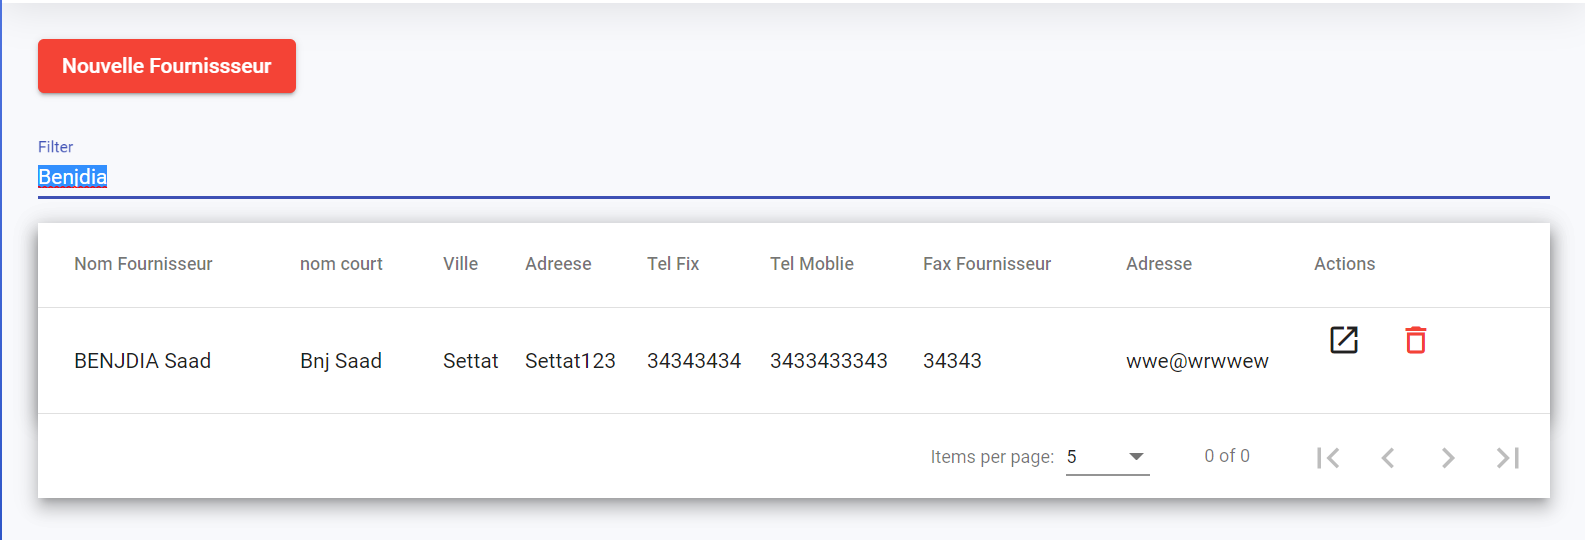 Nouvelle Fournissseur
Filter
Benjdia
Nom Fournisseur nom court Ville Adreese Tel Fix Tel Moblie Fax Fournisseur Adresse Actions
BENJDIA Saad Bnj Saad Settat Settat123 34343434 3433433343 34343 wwe@wrwwew
Items per page: 5 0 of 0